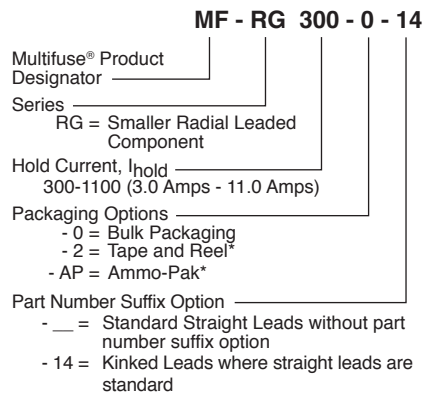 MF - RG 300 - 0 - 14
Multifuse® Product
Designator
Series
RG = Smaller Radial Leaded
Component
Hold Current, Ihold
300-1100 (3.0 Amps - 11.0 Amps)
Packaging Options
- 0 = Bulk Packaging
- 2 = Tape and Reel*
- AP = Ammo-Pak*
Part Number Suffix Option
- __ = Standard Straight Leads without part
number suffix option
- 14 = Kinked Leads where straight leads are
standard